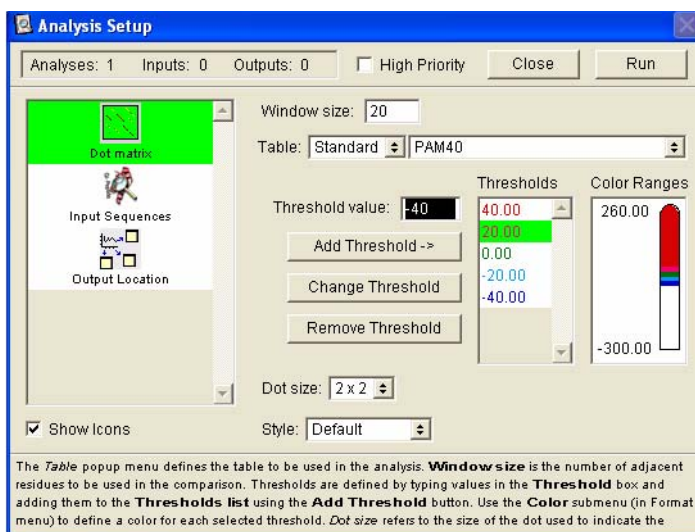 Analysis Setup
Analyses: 1 Inputs: 0 Outputs: 0 High Priority Close Run
Dot matrix
Input Sequences
Output Location
Show Icons
Window size: 20
Table: Standard PAM40
Threshold value: -40
Add Threshold ->
Change Threshold
Remove Threshold
Thresholds
40.00
20.00
0.00
-20.00
-40.00
Color Ranges
260.00
-300.00
Dot size: 2 x 2
Style: Default
The Table popup menu defines the table to be used in the analysis. Window size is the number of adjacent
residues to be used in the comparison. Thresholds are defined by typing values in the Threshold box and
adding them to the Thresholds list using the Add Threshold button. Use the Color submenu (in Format
menu) to define a color for each selected threshold. Dot size refers to the size of the dot used to indicate the